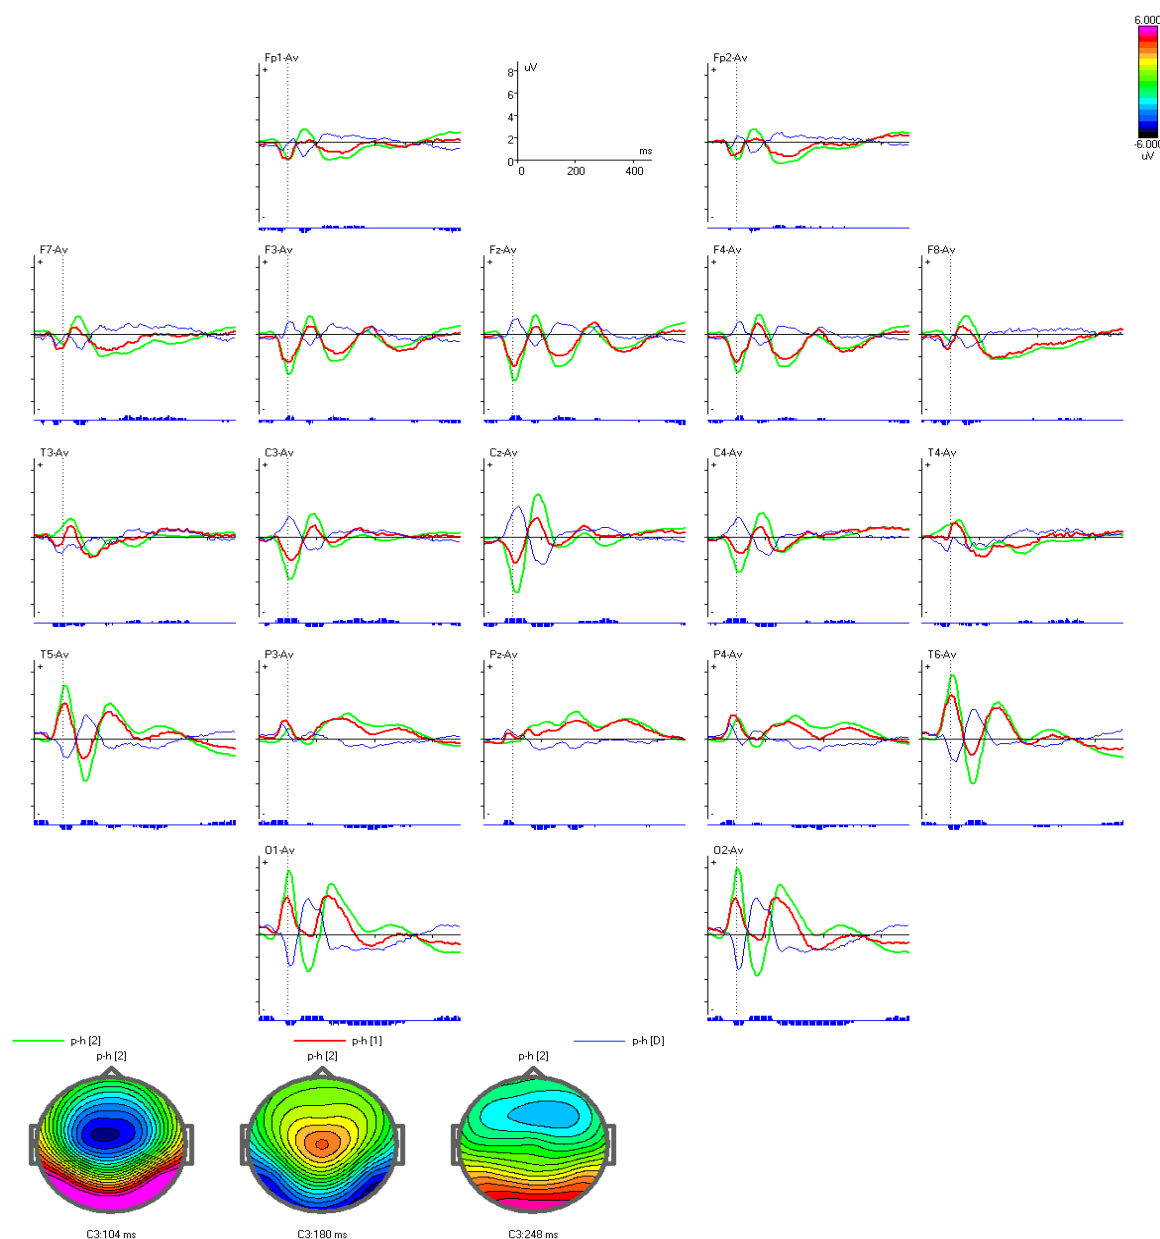 6.000
-6.000
uV
Fp1-Av
+
-
uV
8
6
4
2
0
ms
0 200 400
Fp2-Av
+
-
F7-Av
+
-
F3-Av
+
-
Fz-Av
+
-
F4-Av
+
-
F8-Av
+
-
T3-Av
+
-
C3-Av
+
-
Cz-Av
+
-
C4-Av
+
-
T4-Av
+
-
T5-Av
+
-
P3-Av
+
-
Pz-Av
+
-
P4-Av
+
-
T6-Av
+
-
O1-Av
+
-
O2-Av
+
-
p-h [2] p-h [1] p-h [D]
p-h [2] p-h [2] p-h [2]
C3:104 ms C3:180 ms C3:248 ms